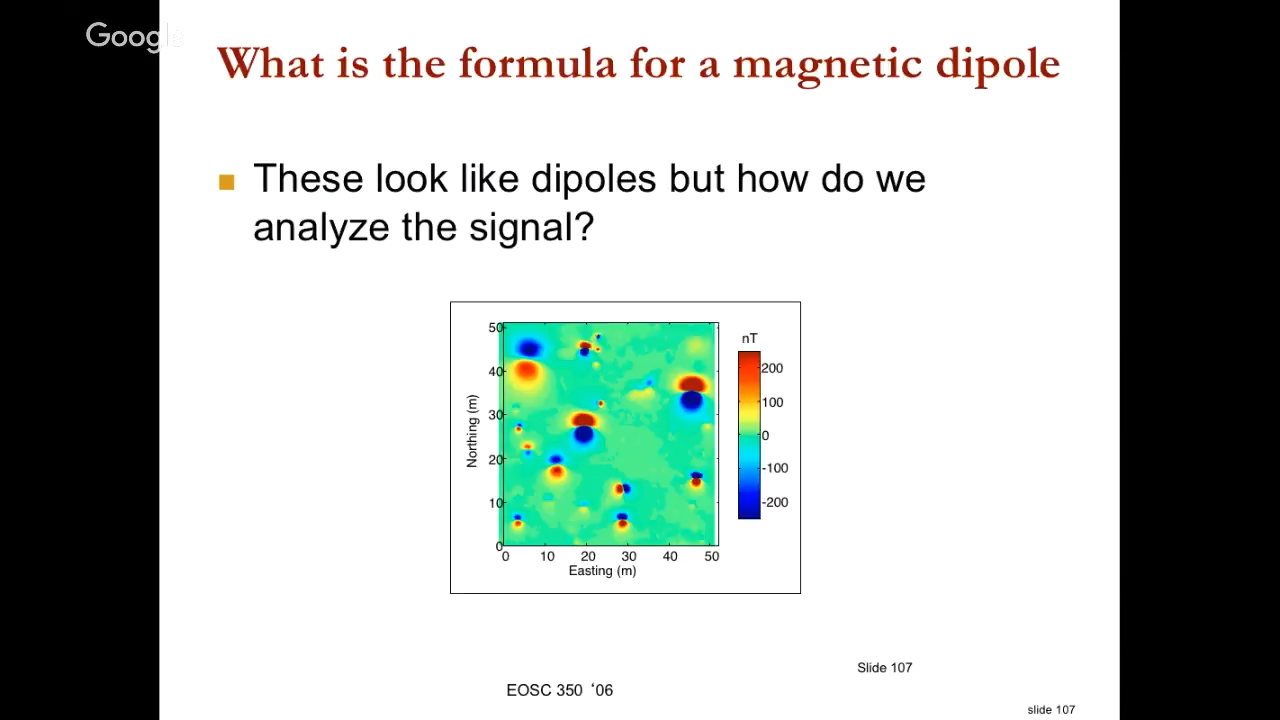 Google
What is the formula for a magnetic dipole
These look like dipoles but how do we
analyze the signal?
nT
50
40
30
20
10
0
Northing (m)
0 10 20 30 40 50
Easting (m)
200
100
0
-100
-200
Slide 107
EOSC 350 ‘06
slide 107